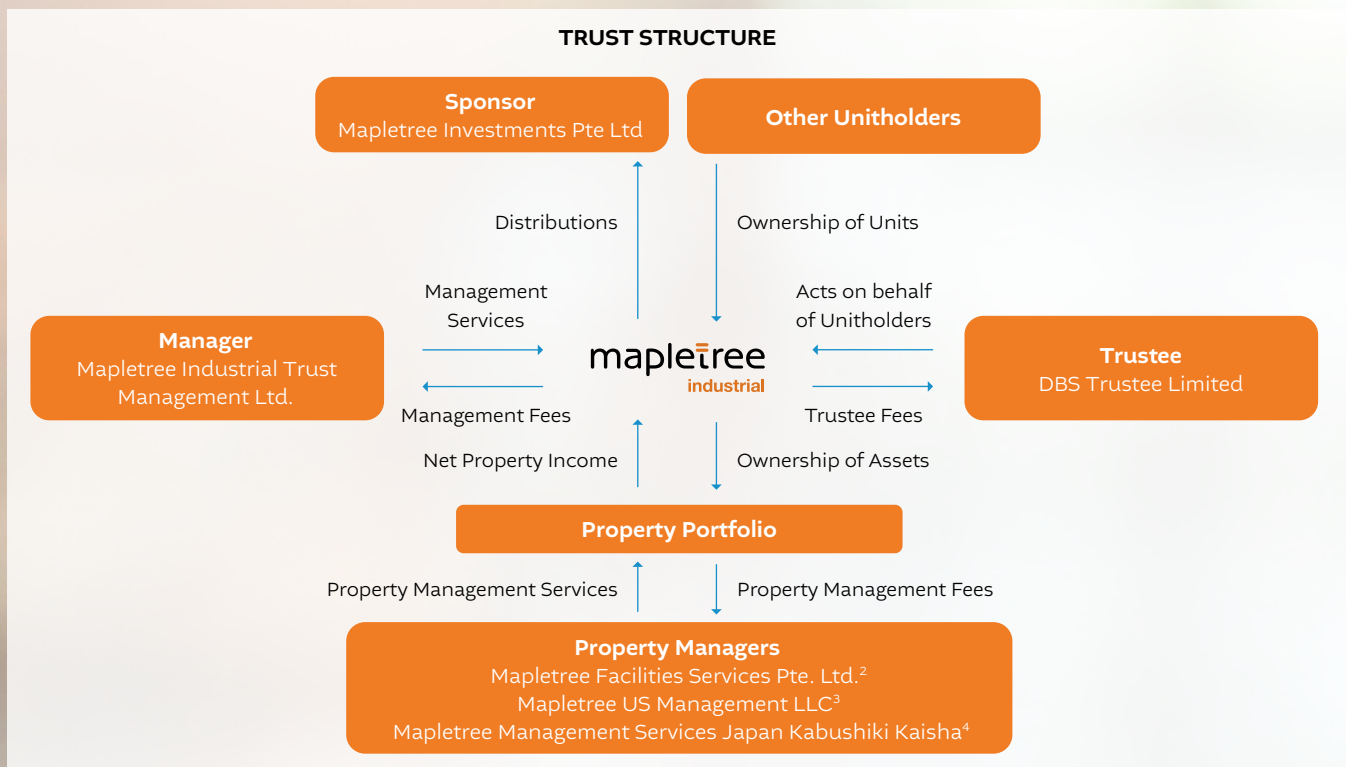 TRUST STRUCTURE
Sponsor
Mapletree Investments Pte Ltd
Other Unitholders
Distributions
Ownership of Units
Management
Services
Acts on behalf
of Unitholders
Manager
Mapletree Industrial Trust
Management Ltd.
mapletree
industrial
Trustee
DBS Trustee Limited
Management Fees
Trustee Fees
Net Property Income
Ownership of Assets
Property Portfolio
Property Management Services
Property Management Fees
Property Managers
Mapletree Facilities Services Pte. Ltd.²
Mapletree US Management LLC³
Mapletree Management Services Japan Kabushiki Kaisha⁴